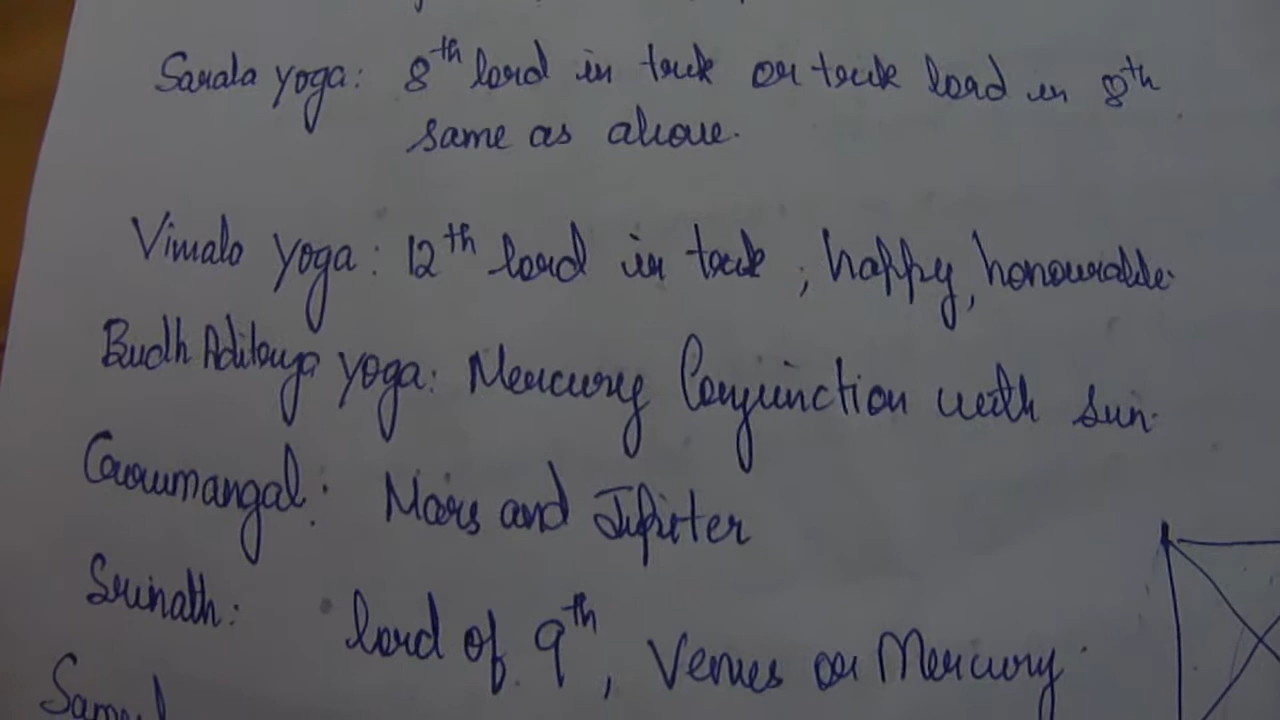 Sarala yoga: 8th lord in trik or trik lord in 8th
same as above.
Vimala yoga: 12th lord in trik, happy, honourable.
Budh Aditaya yoga: Mercury Conjunction with sun.
Gurumangal: Mars and Jupiter
Srinath: lord of 9th, Venus or Mercury